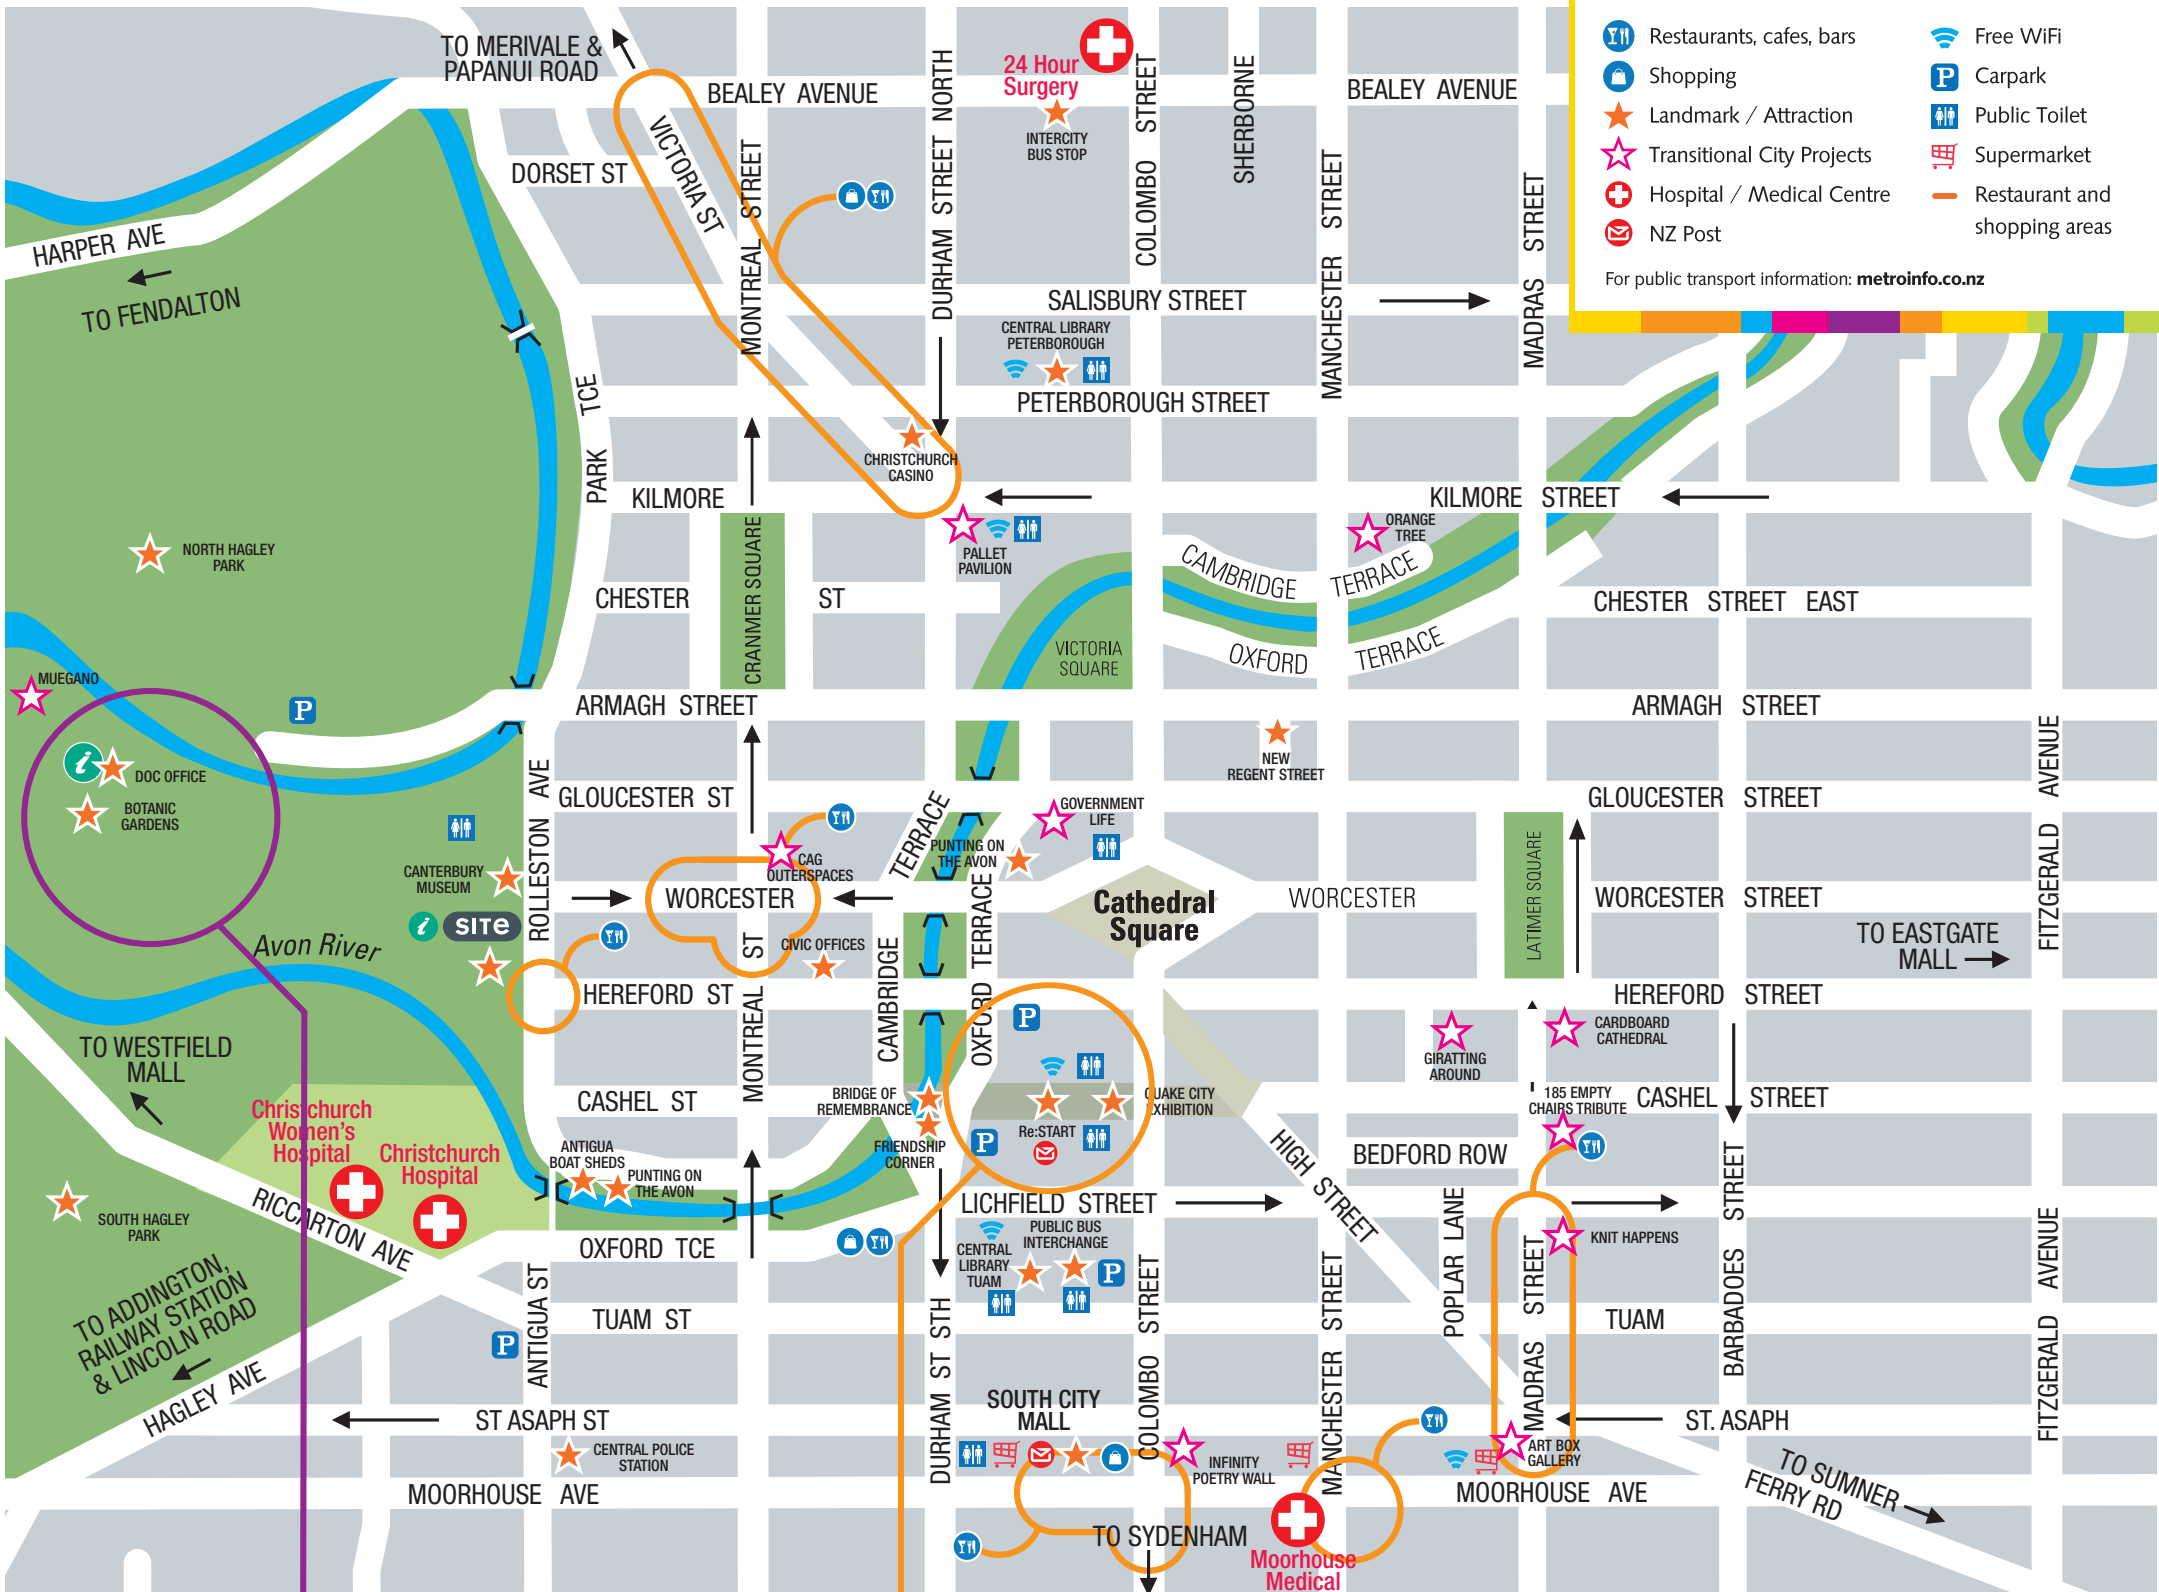 TO MERIVALE &
PAPANUI ROAD
24 Hour
Surgery
INTERCITY
BUS STOP
BEALEY AVENUE
BEALEY AVENUE
Restaurants, cafes, bars
Shopping
Landmark / Attraction
Transitional City Projects
Hospital / Medical Centre
NZ Post
Free WiFi
P Carpark
Public Toilet
Supermarket
Restaurant and
shopping areas
For public transport information: metroinfo.co.nz
DORSET ST
VICTORIA ST
MONTREAL STREET
DURHAM STREET NORTH
COLOMBO STREET
SHERBORNE
MANCHESTER STREET
MADRAS STREET
HARPER AVE
TO FENDALTON
SALISBURY STREET
CENTRAL LIBRARY
PETERBOROUGH
PETERBOROUGH STREET
PARK TCE
CHRISTCHURCH
CASINO
KILMORE
KILMORE STREET
CRANMER SQUARE
PALLET
PAVILION
ORANGE
TREE
NORTH HAGLEY
PARK
CAMBRIDGE TERRACE
CHESTER ST
CHESTER STREET EAST
VICTORIA
SQUARE
OXFORD TERRACE
MUEGANO
P
ARMAGH STREET
ARMAGH STREET
i
DOC OFFICE
BOTANIC
GARDENS
NEW
REGENT STREET
ROLLESTON AVE
GLOUCESTER ST
GLOUCESTER STREET
FITZGERALD AVENUE
TERRACE
GOVERNMENT
LIFE
PUNTING ON
THE AVON
CAG
OUTERSPACES
CANTERBURY
MUSEUM
WORCESTER
WORCESTER
WORCESTER STREET
LATIMER SQUARE
Cathedral
Square
i SITE
Avon River
CIVIC OFFICES
CAMBRIDGE
OXFORD TERRACE
TO EASTGATE
MALL
HEREFORD ST
HEREFORD STREET
MONTREAL ST
P
TO WESTFIELD
MALL
GIRATTING
AROUND
CARDBOARD
CATHEDRAL
CASHEL ST
BRIDGE OF
REMEMBRANCE
QUAKE CITY
EXHIBITION
185 EMPTY
CHAIRS TRIBUTE
CASHEL STREET
Christchurch
Women's
Hospital
Christchurch
Hospital
Re:START
P
FRIENDSHIP
CORNER
ANTIGUA
BOAT SHEDS
PUNTING ON
THE AVON
BEDFORD ROW
HIGH STREET
SOUTH HAGLEY
PARK
RICCARTON AVE
LICHFIELD STREET
OXFORD TCE
PUBLIC BUS
INTERCHANGE
CENTRAL
LIBRARY
TUAM
P
POPLAR LANE
KNIT HAPPENS
BARBADOES STREET
FITZGERALD AVENUE
TO ADDINGTON,
RAILWAY STATION
& LINCOLN ROAD
ANTIGUA ST
TUAM ST
TUAM
P
HAGLEY AVE
DURHAM ST STH
COLOMBO STREET
MANCHESTER STREET
MADRAS STREET
ST ASAPH ST
ST. ASAPH
SOUTH CITY
MALL
CENTRAL POLICE
STATION
INFINITY
POETRY WALL
ART BOX
GALLERY
MOORHOUSE AVE
MOORHOUSE AVE
TO SUMNER
FERRY RD
TO SYDENHAM
Moorhouse
Medical